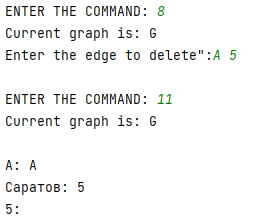 ENTER THE COMMAND: 8
Current graph is: G
Enter the edge to delete":A 5
ENTER THE COMMAND: 11
Current graph is: G
A: A
Саратов: 5
5: